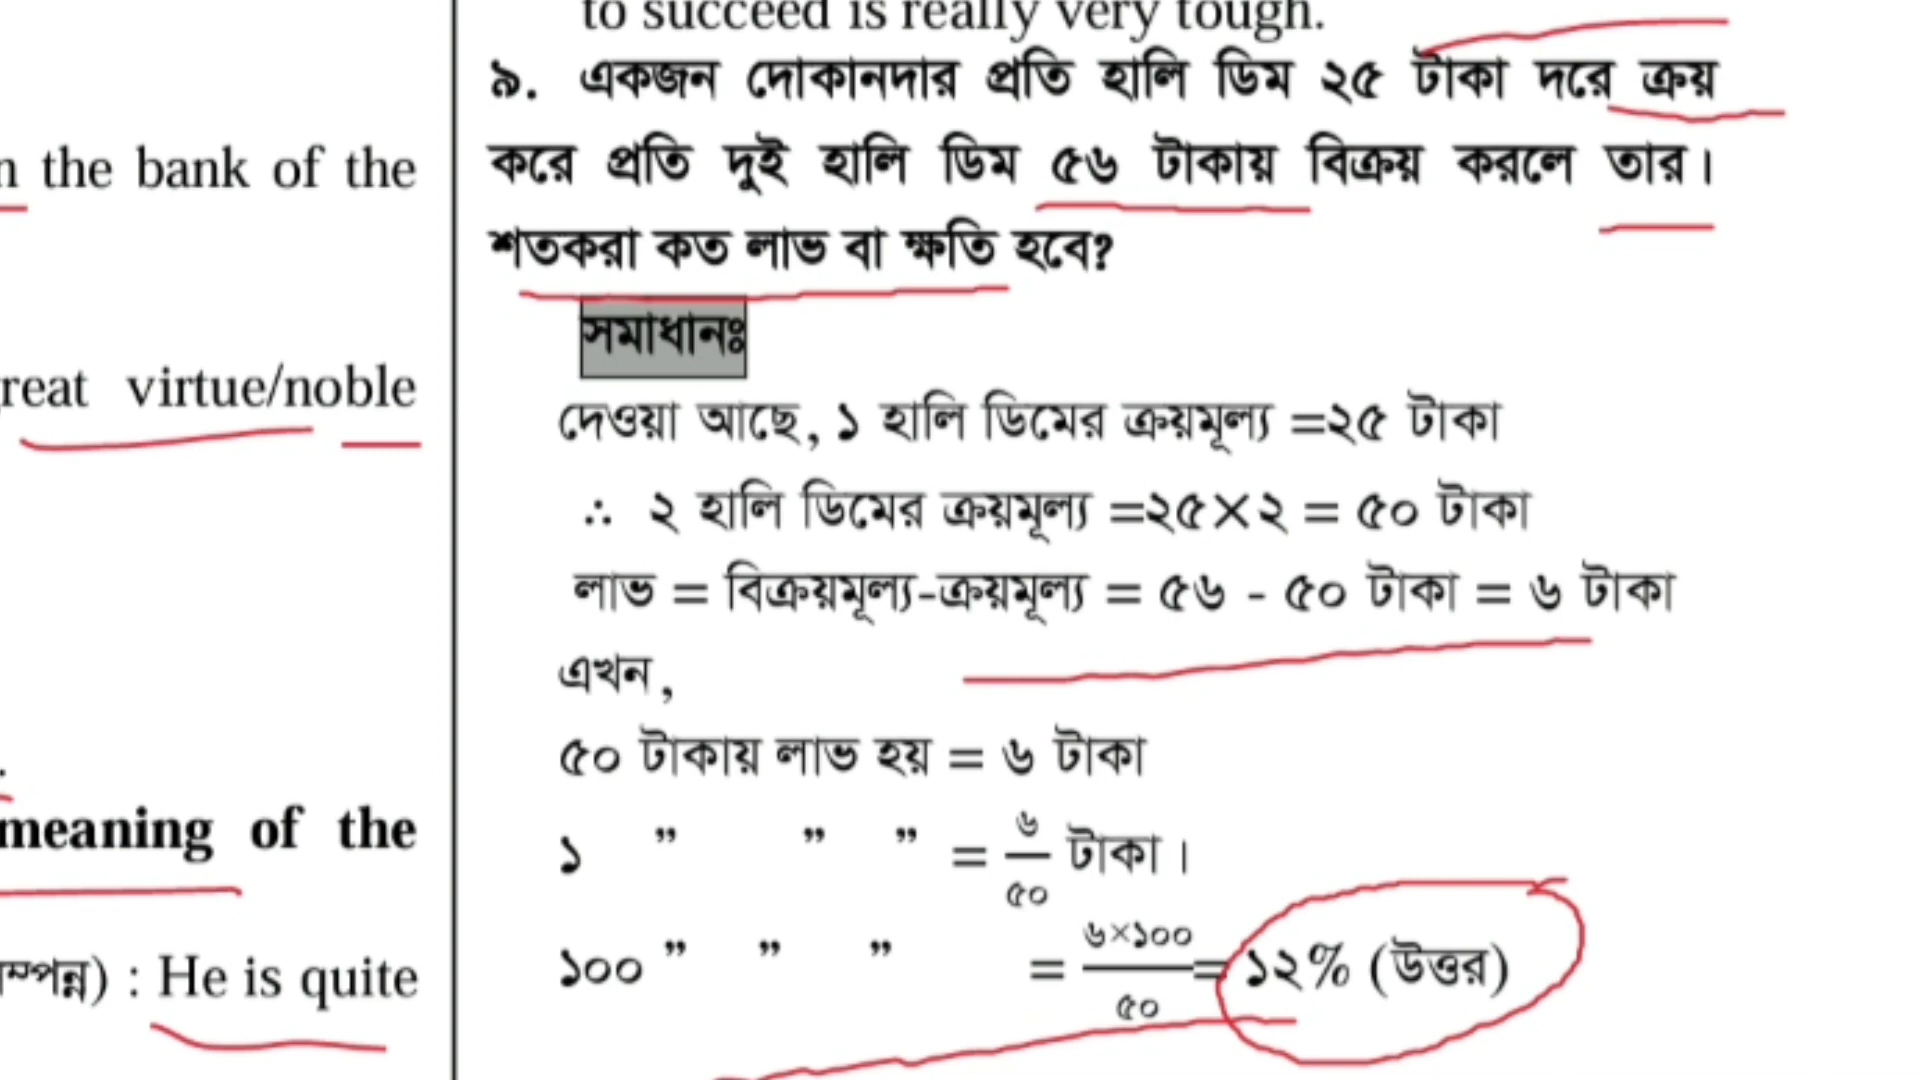 the bank of the
virtue/noble
meaning of the
: He is quite
to succeed is really very tough.
৯. একজন দোকানদার প্রতি হালি ডিম ২৫ টাকা দরে ক্রয়
করে প্রতি দুই হালি ডিম ৫৬ টাকায় বিক্রয় করলে তার।
শতকরা কত লাভ বা ক্ষতি হবে?
সমাধানঃ
দেওয়া আছে, ১ হালি ডিমের ক্রয়মূল্য =২৫ টাকা
∴ ২ হালি ডিমের ক্রয়মূল্য =২৫×২ = ৫০ টাকা
লাভ = বিক্রয়মূল্য-ক্রয়মূল্য = ৫৬ - ৫০ টাকা = ৬ টাকা
এখন,
৫০ টাকায় লাভ হয় = ৬ টাকা
১ ” ” ” = ৬/৫০ টাকা।
১০০ ” ” ” = ৬×১০০/৫০ = ১২% (উত্তর)